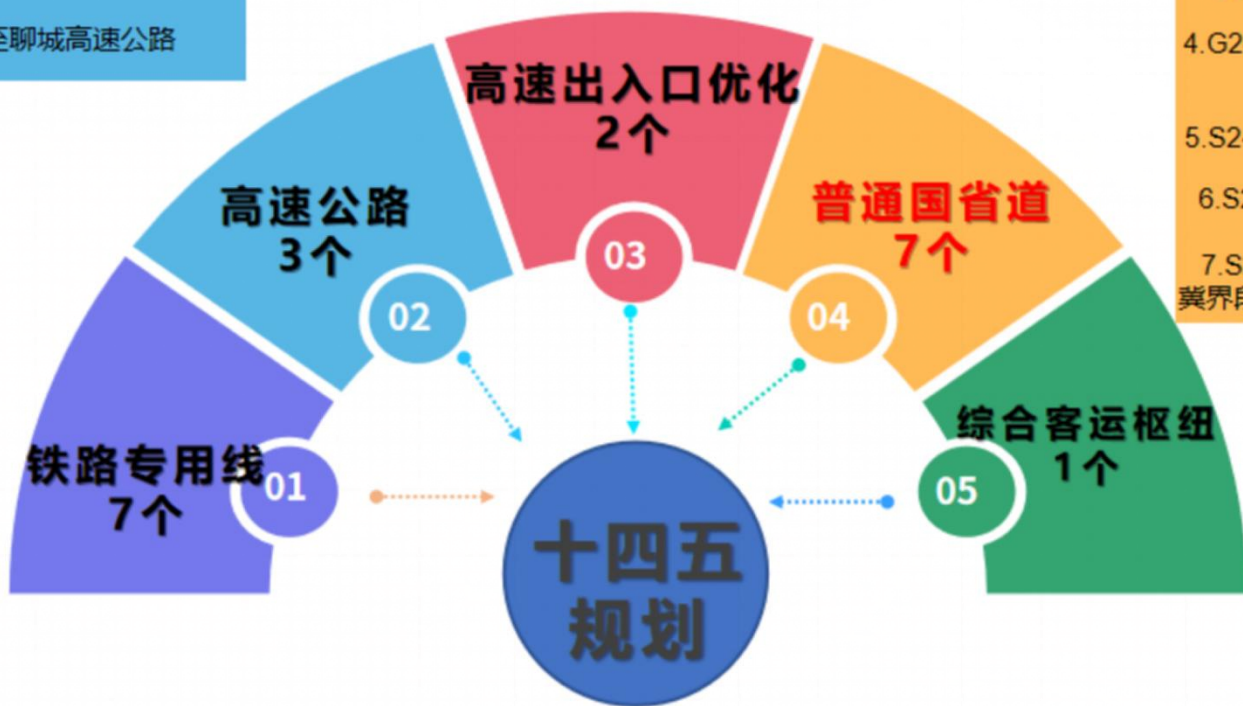 至聊城高速公路
高速出入口优化
2个
高速公路
3个
普通国省道
7个
铁路专用线
7个
综合客运枢纽
1个
01
02
03
04
05
十四五
规划
4.G2
5.S2
6.S2
7.S
冀界段